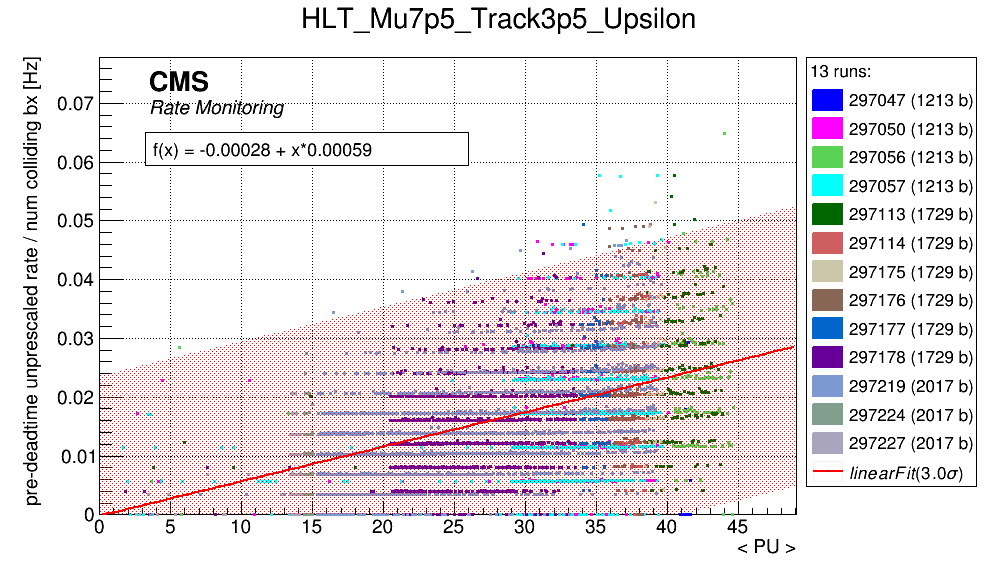 HLT_Mu7p5_Track3p5_Upsilon
pre-deadtime unprescaled rate / num colliding bx [Hz]
CMS
Rate Monitoring
f(x) = -0.00028 + x*0.00059
0.07
0.06
0.05
0.04
0.03
0.02
0.01
0
0 5 10 15 20 25 30 35 40 45
< PU >
13 runs:
297047 (1213 b)
297050 (1213 b)
297056 (1213 b)
297057 (1213 b)
297113 (1729 b)
297114 (1729 b)
297175 (1729 b)
297176 (1729 b)
297177 (1729 b)
297178 (1729 b)
297219 (2017 b)
297224 (2017 b)
297227 (2017 b)
linearFit(3.0σ)